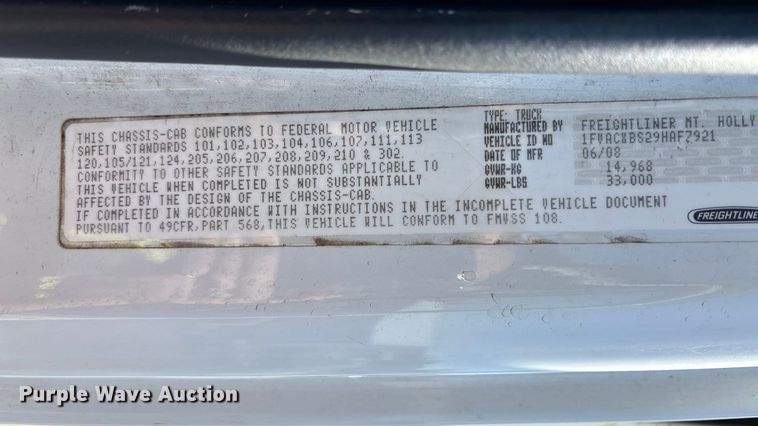 THIS CHASSIS-CAB CONFORMS TO FEDERAL MOTOR VEHICLE
SAFETY STANDARDS 101,102,103,104,106,107,111,113
120,105/121,124,205,206,207,208,209,210 & 302.
CONFORMITY TO OTHER SAFETY STANDARDS APPLICABLE TO
THIS VEHICLE WHEN COMPLETED IS NOT SUBSTANTIALLY
AFFECTED BY THE DESIGN OF THE CHASSIS-CAB.
IF COMPLETED IN ACCORDANCE WITH INSTRUCTIONS IN THE INCOMPLETE VEHICLE DOCUMENT
PURSUANT TO 49CFR,PART 568,THIS VEHICLE WILL CONFORM TO FMVSS 108.
TYPE: TRUCK
MANUFACTURED BY FREIGHTLINER MT. HOLLY
VEHICLE ID NO 1FVACXBS29HAF7921
DATE OF MFR 06/08
GVWR-KG 14,968
GVWR-LBS 33,000
FREIGHTLINE
Purple Wave Auction®